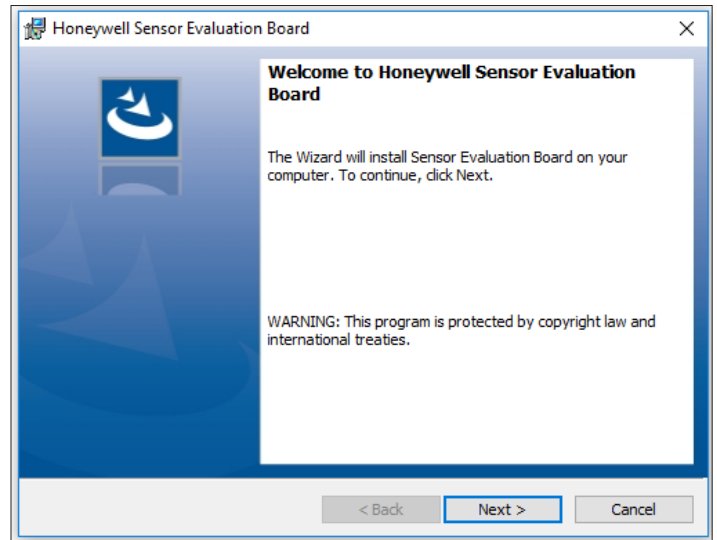 Honeywell Sensor Evaluation Board
Welcome to Honeywell Sensor Evaluation
Board
The Wizard will install Sensor Evaluation Board on your
computer. To continue, click Next.
WARNING: This program is protected by copyright law and
international treaties.
< Back
Next >
Cancel